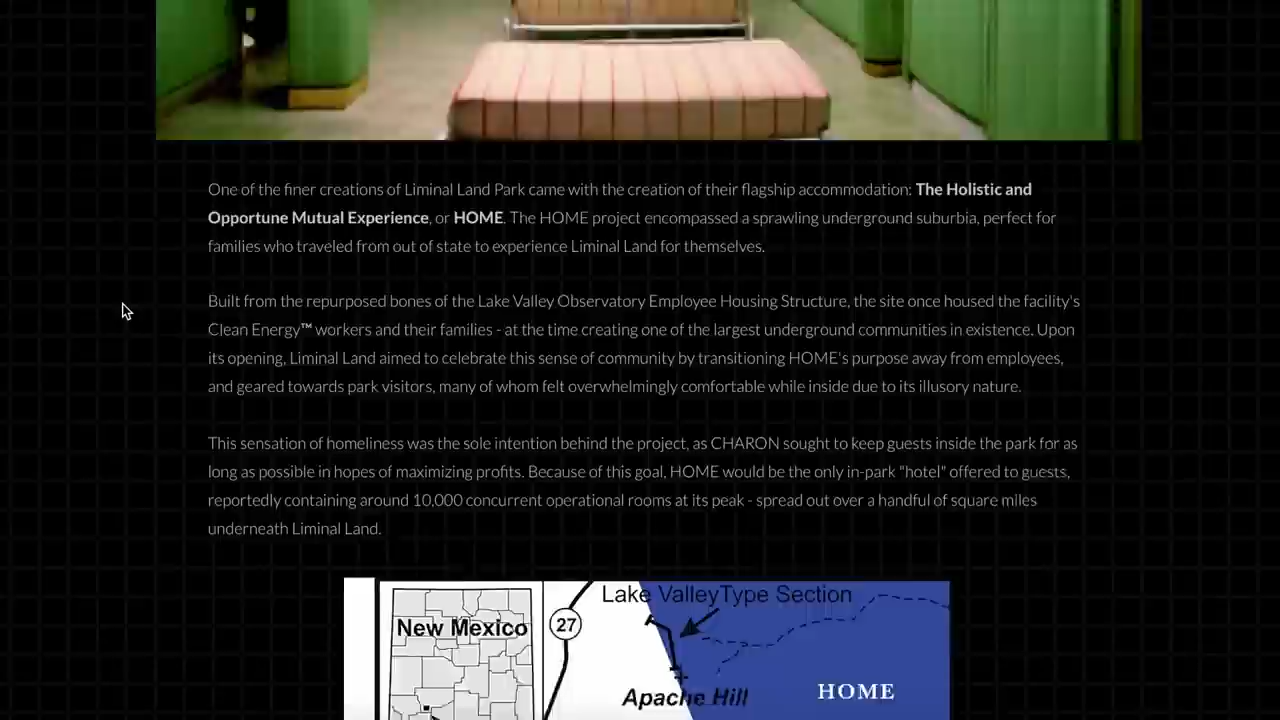 One of the finer creations of Liminal Land Park came with the creation of their flagship accommodation: The Holistic and
Opportune Mutual Experience, or HOME. The HOME project encompassed a sprawling underground suburbia, perfect for
families who traveled from out of state to experience Liminal Land for themselves.
Built from the repurposed bones of the Lake Valley Observatory Employee Housing Structure, the site once housed the facility's
Clean Energy™ workers and their families - at the time creating one of the largest underground communities in existence. Upon
its opening, Liminal Land aimed to celebrate this sense of community by transitioning HOME's purpose away from employees,
and geared towards park visitors, many of whom felt overwhelmingly comfortable while inside due to its illusory nature.
This sensation of homeliness was the sole intention behind the project, as CHARON sought to keep guests inside the park for as
long as possible in hopes of maximizing profits. Because of this goal, HOME would be the only in-park "hotel" offered to guests,
reportedly containing around 10,000 concurrent operational rooms at its peak - spread out over a handful of square miles
underneath Liminal Land.
Lake ValleyType Section
New Mexico
27
Apache Hill
HOME